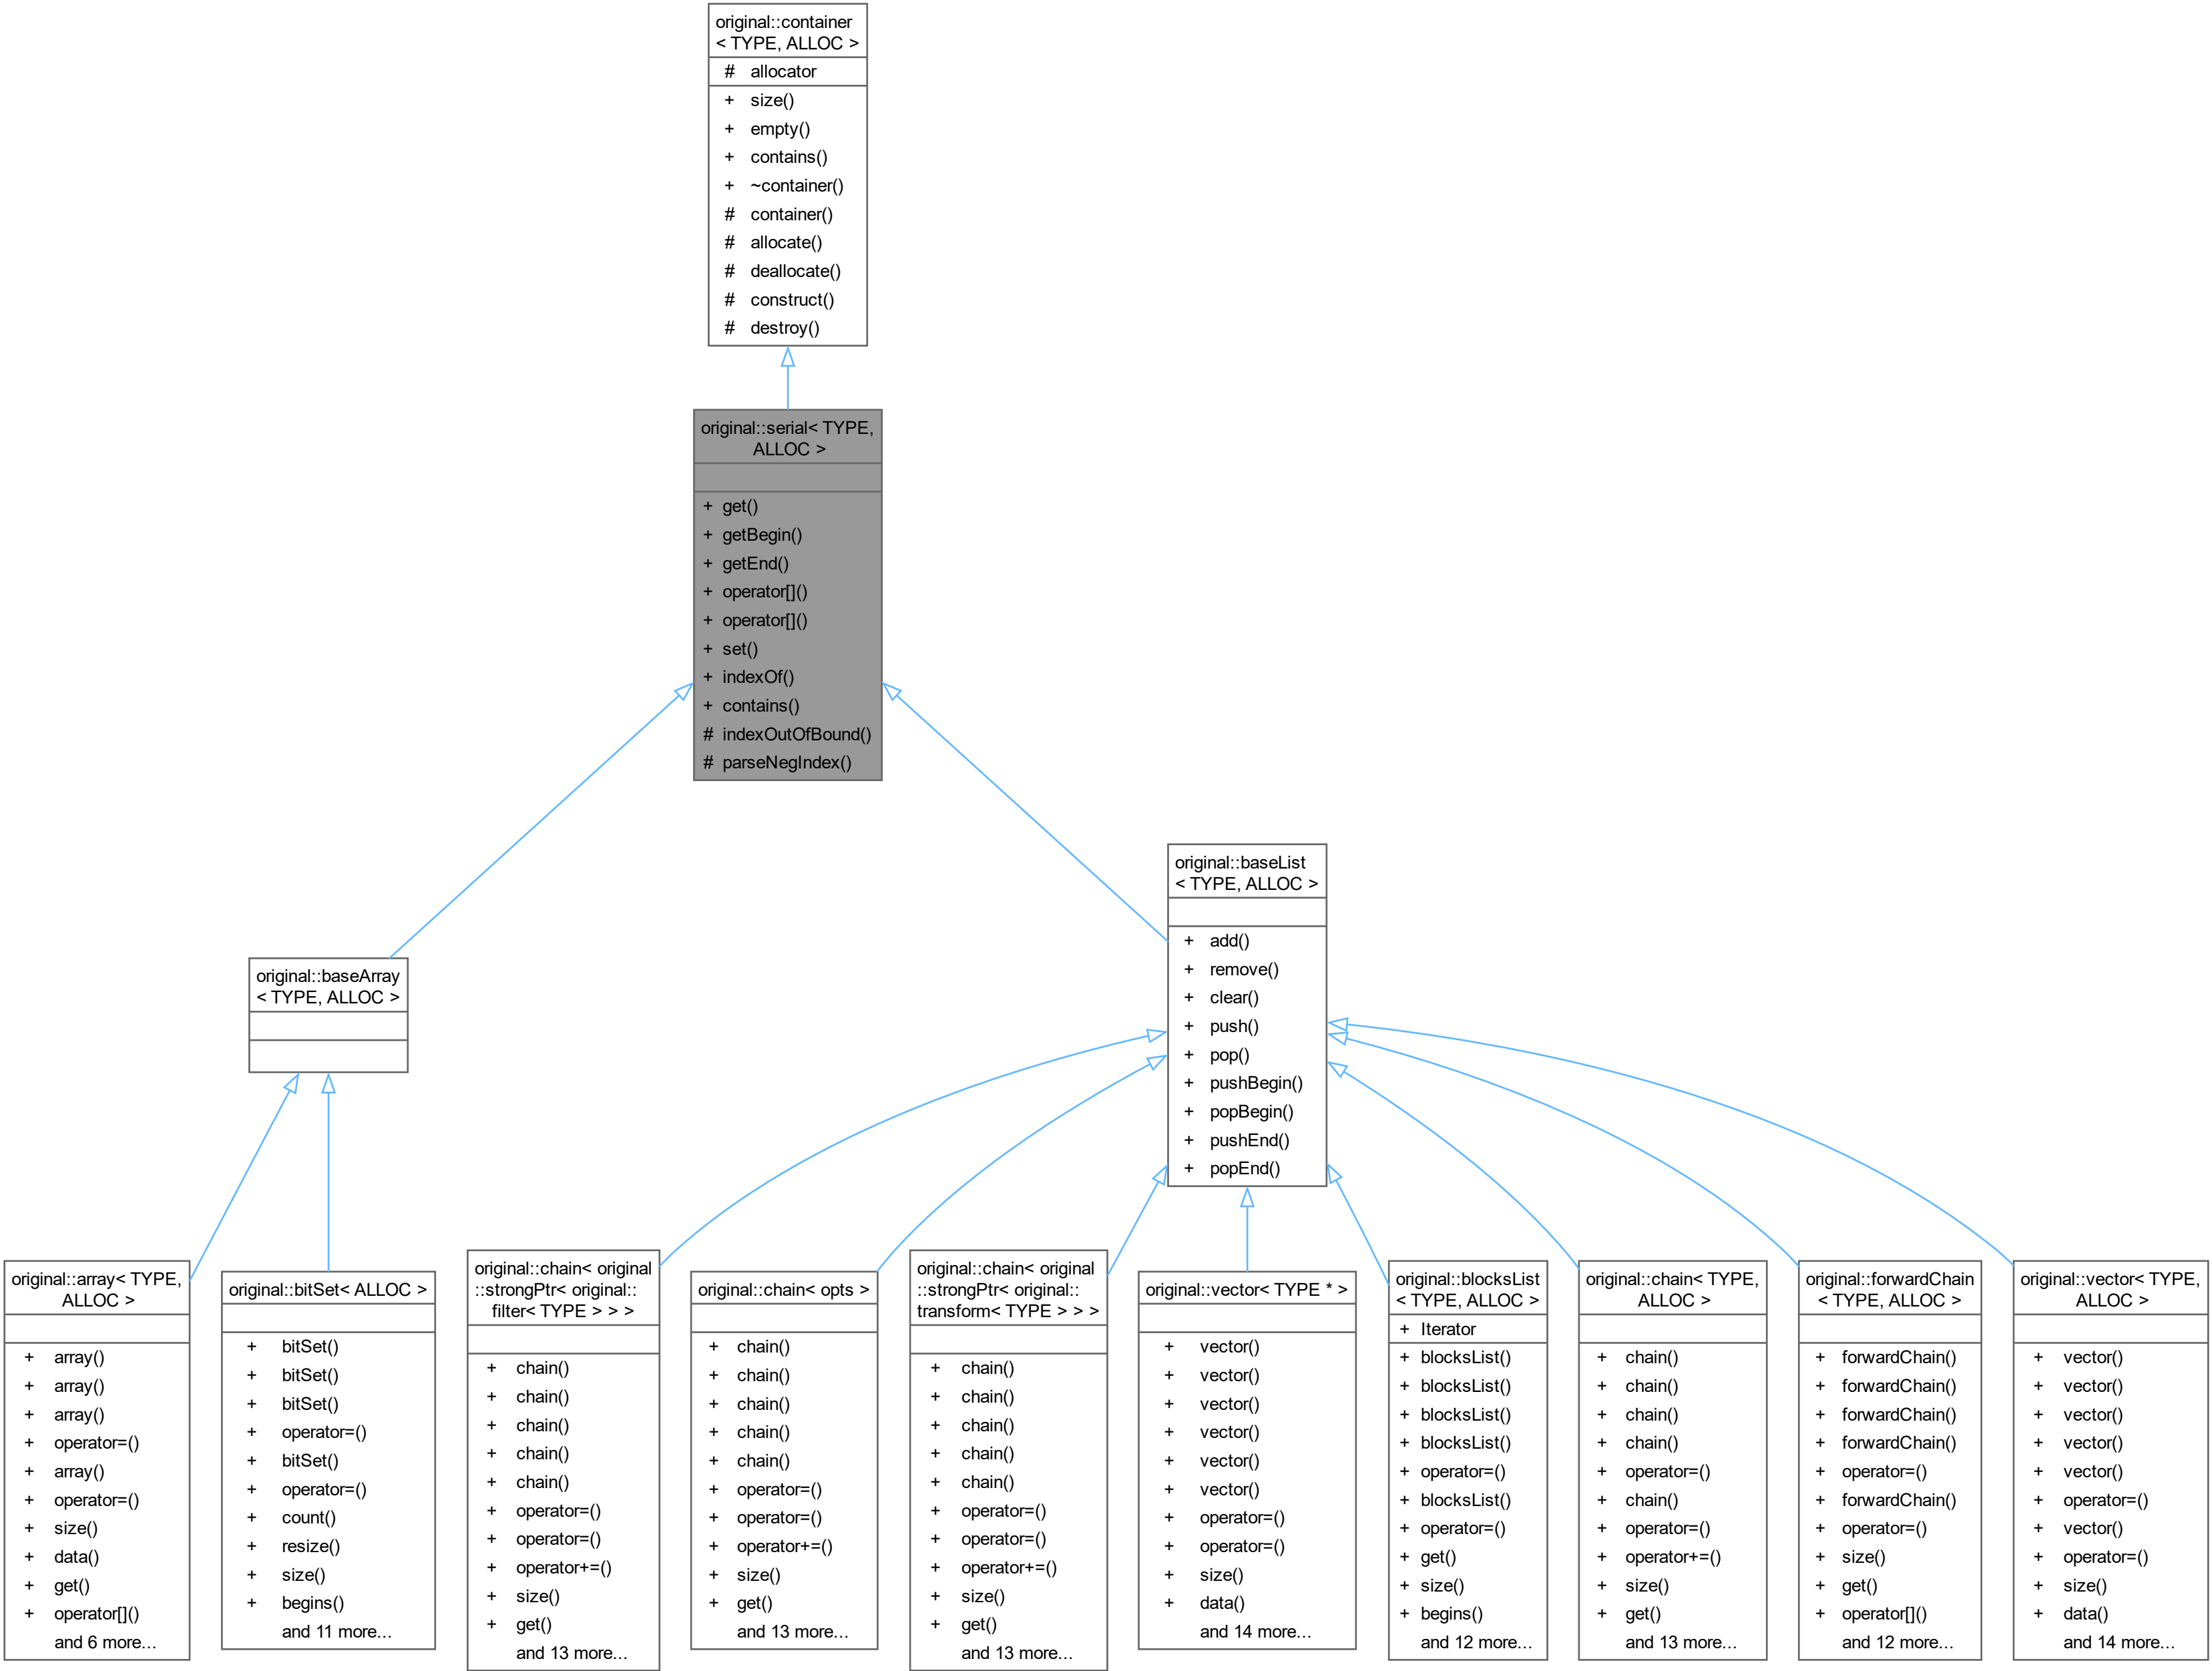 original::container
< TYPE, ALLOC >
# allocator
+ size()
+ empty()
+ contains()
+ ~container()
# container()
# allocate()
# deallocate()
# construct()
# destroy()
original::serial< TYPE,
ALLOC >
+ get()
+ getBegin()
+ getEnd()
+ operator[]()
+ operator[]()
+ set()
+ indexOf()
+ contains()
# indexOutOfBound()
# parseNegIndex()
original::baseList
< TYPE, ALLOC >
+ add()
+ remove()
+ clear()
+ push()
+ pop()
+ pushBegin()
+ popBegin()
+ pushEnd()
+ popEnd()
original::baseArray
< TYPE, ALLOC >
original::array< TYPE,
ALLOC >
+ array()
+ array()
+ array()
+ operator=()
+ array()
+ operator=()
+ size()
+ data()
+ get()
+ operator[]()
and 6 more...
original::bitSet< ALLOC >
+ bitSet()
+ bitSet()
+ bitSet()
+ operator=()
+ bitSet()
+ operator=()
+ count()
+ resize()
+ size()
+ begins()
and 11 more...
original::chain< original
::strongPtr< original::
filter< TYPE > > >
+ chain()
+ chain()
+ chain()
+ chain()
+ chain()
+ operator=()
+ operator=()
+ operator+=()
+ size()
+ get()
and 13 more...
original::chain< opts >
+ chain()
+ chain()
+ chain()
+ chain()
+ chain()
+ operator=()
+ operator=()
+ operator+=()
+ size()
+ get()
and 13 more...
original::chain< original
::strongPtr< original::
transform< TYPE > > >
+ chain()
+ chain()
+ chain()
+ chain()
+ chain()
+ operator=()
+ operator=()
+ operator+=()
+ size()
+ get()
and 13 more...
original::vector< TYPE * >
+ vector()
+ vector()
+ vector()
+ vector()
+ vector()
+ vector()
+ operator=()
+ operator=()
+ size()
+ data()
and 14 more...
original::blocksList
< TYPE, ALLOC >
+ Iterator
+ blocksList()
+ blocksList()
+ blocksList()
+ blocksList()
+ operator=()
+ blocksList()
+ operator=()
+ get()
+ size()
+ begins()
and 12 more...
original::chain< TYPE,
ALLOC >
+ chain()
+ chain()
+ chain()
+ chain()
+ operator=()
+ chain()
+ operator=()
+ operator+=()
+ size()
+ get()
and 13 more...
original::forwardChain
< TYPE, ALLOC >
+ forwardChain()
+ forwardChain()
+ forwardChain()
+ forwardChain()
+ operator=()
+ forwardChain()
+ operator=()
+ size()
+ get()
+ operator[]()
and 12 more...
original::vector< TYPE,
ALLOC >
+ vector()
+ vector()
+ vector()
+ vector()
+ vector()
+ operator=()
+ vector()
+ operator=()
+ size()
+ data()
and 14 more...